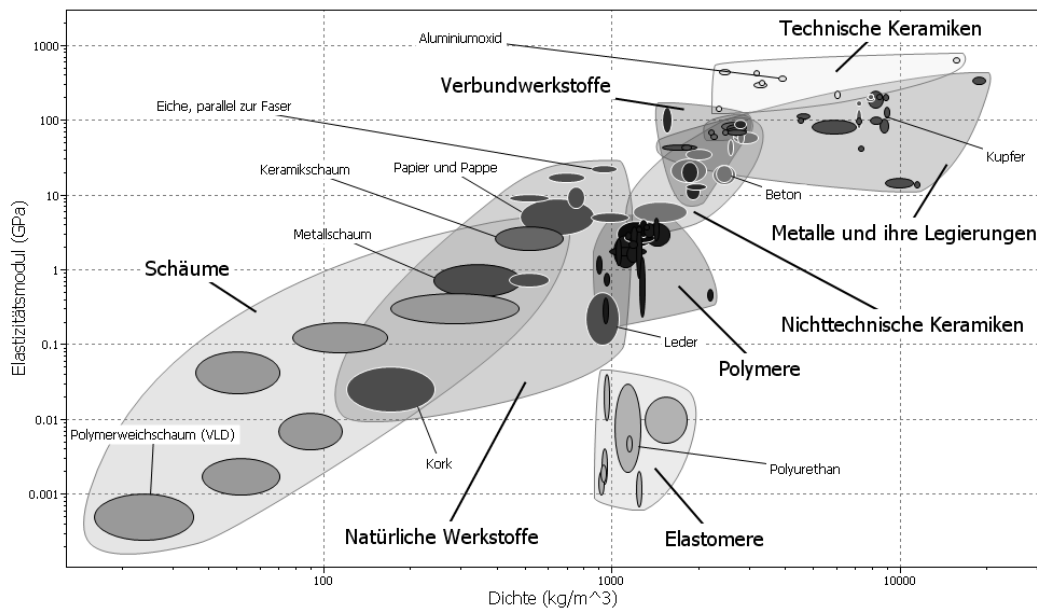 Technische Keramiken
Aluminiumoxid
1000
Verbundwerkstoffe
Eiche, parallel zur Faser
100
Kupfer
Keramikschaum
Papier und Pappe
Beton
10
Metalle und ihre Legierungen
Metallschaum
Schäume
1
Nichttechnische Keramiken
Leder
0.1
Polymere
0.01
Polymerweichschaum (VLD)
Kork
Polyurethan
0.001
Natürliche Werkstoffe
Elastomere
100
1000
10000
Dichte (kg/m^3)
Elastizitätsmodul (GPa)